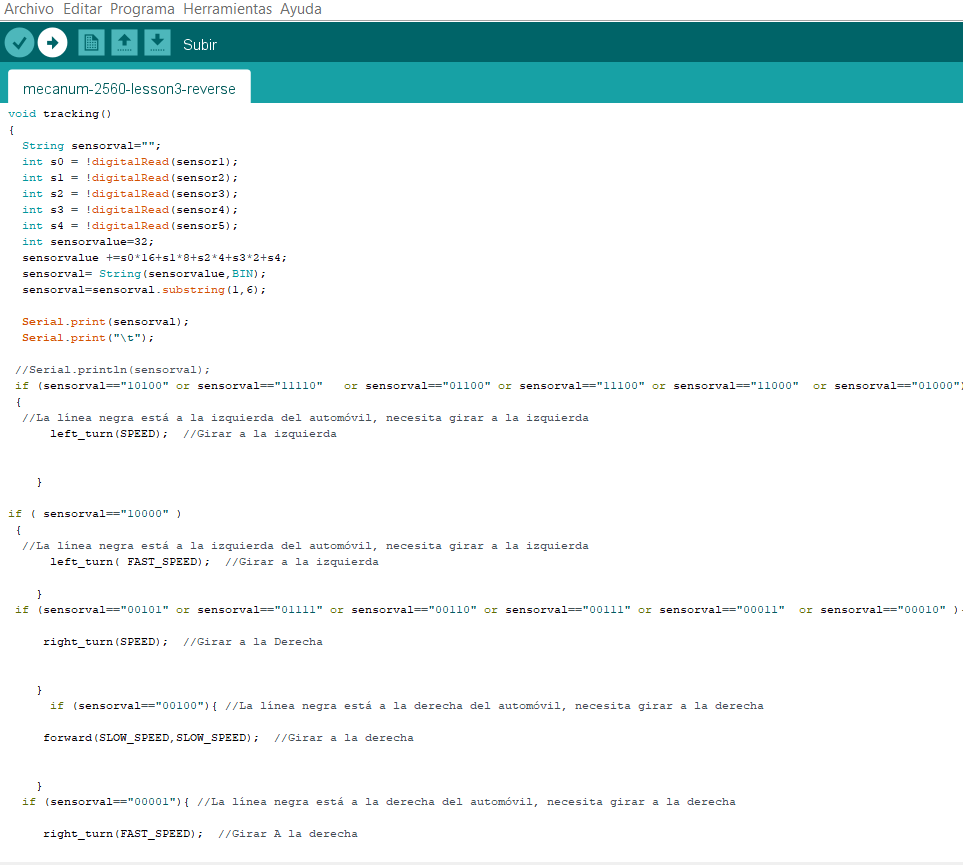 Archivo Editar Programa Herramientas Ayuda
Subir
mecanum-2560-lesson3-reverse
void tracking()
{
String sensorval="";
int s0 = !digitalRead(sensor1);
int s1 = !digitalRead(sensor2);
int s2 = !digitalRead(sensor3);
int s3 = !digitalRead(sensor4);
int s4 = !digitalRead(sensor5);
int sensorvalue=32;
sensorvalue +=s0*16+s1*8+s2*4+s3*2+s4;
sensorval= String(sensorvalue,BIN);
sensorval=sensorval.substring(1,6);
Serial.print(sensorval);
Serial.print("\t");
//Serial.println(sensorval);
if (sensorval=="10100" or sensorval=="11110" or sensorval=="01100" or sensorval=="11100" or sensorval=="11000" or sensorval=="01000")
{
//La línea negra está a la izquierda del automóvil, necesita girar a la izquierda
left_turn(SPEED); //Girar a la izquierda
}
if ( sensorval=="10000" )
{
//La línea negra está a la izquierda del automóvil, necesita girar a la izquierda
left_turn( FAST_SPEED); //Girar a la izquierda
}
if (sensorval=="00101" or sensorval=="01111" or sensorval=="00110" or sensorval=="00111" or sensorval=="00011" or sensorval=="00010" )
right_turn(SPEED); //Girar a la Derecha
}
if (sensorval=="00100"){ //La línea negra está a la derecha del automóvil, necesita girar a la derecha
forward(SLOW_SPEED,SLOW_SPEED); //Girar a la derecha
}
if (sensorval=="00001"){ //La línea negra está a la derecha del automóvil, necesita girar a la derecha
right_turn(FAST_SPEED); //Girar A la derecha